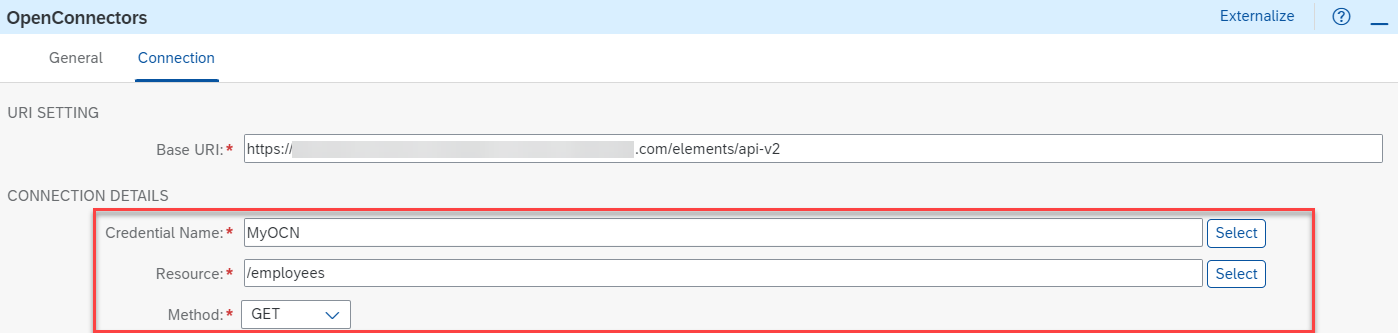 OpenConnectors Externalize ?
General Connection
URI SETTING
Base URI:* https:// .com/elements/api-v2
CONNECTION DETAILS
Credential Name:* MyOCN Select
Resource:* /employees Select
Method:* GET